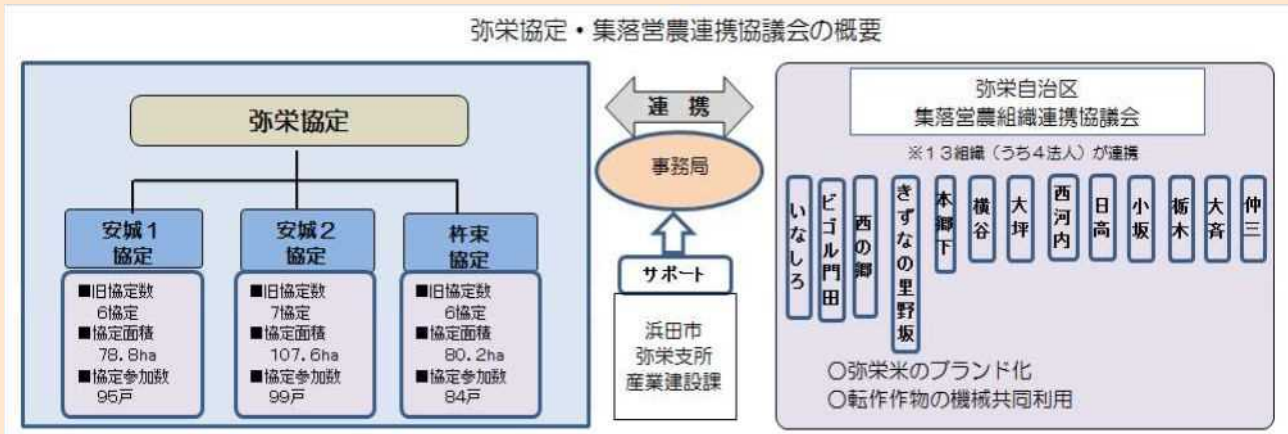 弥栄協定・集落営農連携協議会の概要
弥栄協定
安城1
協定
■旧協定数
6協定
■協定面積
78.8ha
■協定参加数
95戸
安城2
協定
■旧協定数
7協定
■協定面積
107.6ha
■協定参加数
99戸
杵束
協定
■旧協定数
6協定
■協定面積
80.2ha
■協定参加数
84戸
連 携
事務局
サポート
浜田市
弥栄支所
産業建設課
弥栄自治区
集落営農組織連携協議会
※13組織(うち4法人)が連携
いなしろ
ビゴル門田
西の郷
きずなの里野坂
本郷下
横谷
大坪
西河内
日高
小坂
栃木
大斉
仲三
○弥栄米のブランド化
○転作作物の機械共同利用